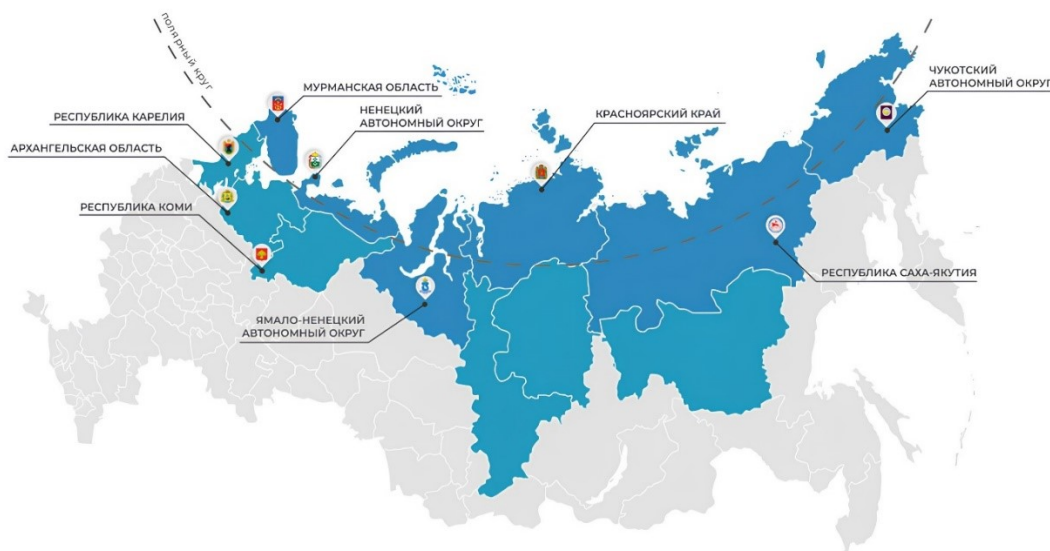 полярный круг
МУРМАНСКАЯ ОБЛАСТЬ
НЕНЕЦКИЙ
АВТОНОМНЫЙ ОКРУГ
РЕСПУБЛИКА КАРЕЛИЯ
АРХАНГЕЛЬСКАЯ ОБЛАСТЬ
РЕСПУБЛИКА КОМИ
ЯМАЛО-НЕНЕЦКИЙ
АВТОНОМНЫЙ ОКРУГ
КРАСНОЯРСКИЙ КРАЙ
ЧУКОТСКИЙ
АВТОНОМНЫЙ ОКРУГ
РЕСПУБЛИКА САХА-ЯКУТИЯ